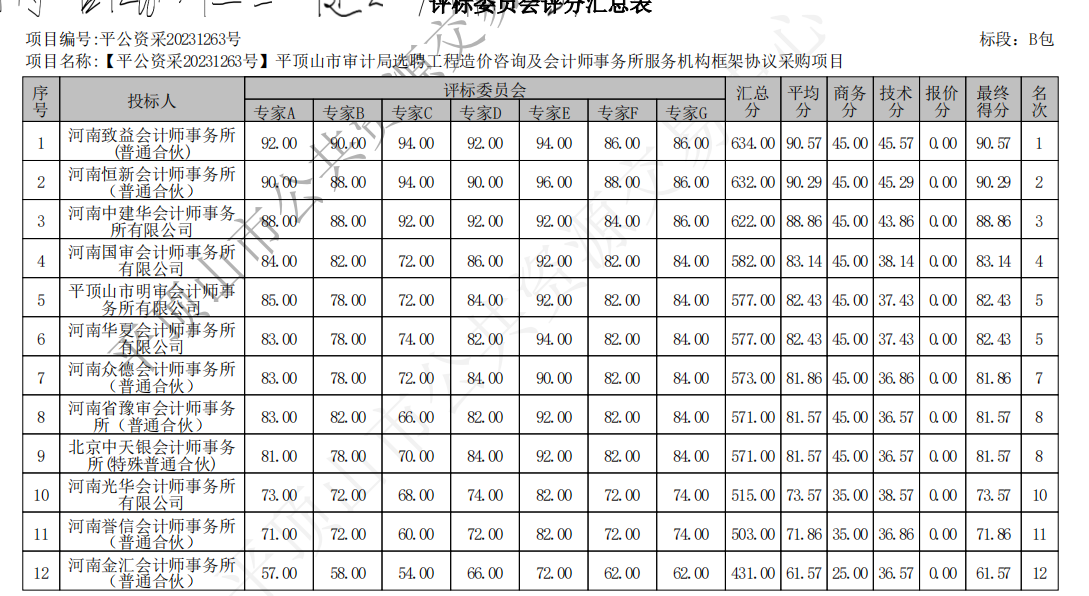 评标委员会评分汇总表
项目编号:平公资采20231263号 标段: B包
项目名称:【平公资采20231263号】平顶山市审计局选聘工程造价咨询及会计师事务所服务机构框架协议采购项目
序号 投标人 评标委员会 汇总分 平均分 商务分 技术分 报价分 最终得分 名次
专家A 专家B 专家C 专家D 专家E 专家F 专家G
1 河南致益会计师事务所(普通合伙) 92.00 90.00 94.00 92.00 94.00 86.00 86.00 634.00 90.57 45.00 45.57 0.00 90.57 1
2 河南恒新会计师事务所（普通合伙） 90.00 88.00 94.00 90.00 96.00 88.00 86.00 632.00 90.29 45.00 45.29 0.00 90.29 2
3 河南中建华会计师事务所有限公司 88.00 88.00 92.00 92.00 92.00 84.00 86.00 622.00 88.86 45.00 43.86 0.00 88.86 3
4 河南国审会计师事务所有限公司 84.00 82.00 72.00 86.00 92.00 82.00 84.00 582.00 83.14 45.00 38.14 0.00 83.14 4
5 平顶山市明审会计师事务所有限公司 85.00 78.00 72.00 84.00 92.00 82.00 84.00 577.00 82.43 45.00 37.43 0.00 82.43 5
6 河南华夏会计师事务所有限公司 83.00 78.00 74.00 82.00 94.00 82.00 84.00 577.00 82.43 45.00 37.43 0.00 82.43 5
7 河南众德会计师事务所（普通合伙） 83.00 78.00 72.00 84.00 90.00 82.00 84.00 573.00 81.86 45.00 36.86 0.00 81.86 7
8 河南省豫审会计师事务所（普通合伙） 83.00 82.00 66.00 82.00 92.00 82.00 84.00 571.00 81.57 45.00 36.57 0.00 81.57 8
9 北京中天银会计师事务所(特殊普通合伙) 81.00 78.00 70.00 84.00 92.00 82.00 84.00 571.00 81.57 45.00 36.57 0.00 81.57 8
10 河南光华会计师事务所有限公司 73.00 72.00 68.00 74.00 82.00 72.00 74.00 515.00 73.57 35.00 38.57 0.00 73.57 10
11 河南誉信会计师事务所（普通合伙） 71.00 72.00 60.00 72.00 82.00 72.00 74.00 503.00 71.86 35.00 36.86 0.00 71.86 11
12 河南金汇会计师事务所（普通合伙） 57.00 58.00 54.00 66.00 72.00 62.00 62.00 431.00 61.57 25.00 36.57 0.00 61.57 12
平顶山市公共资源交易中心